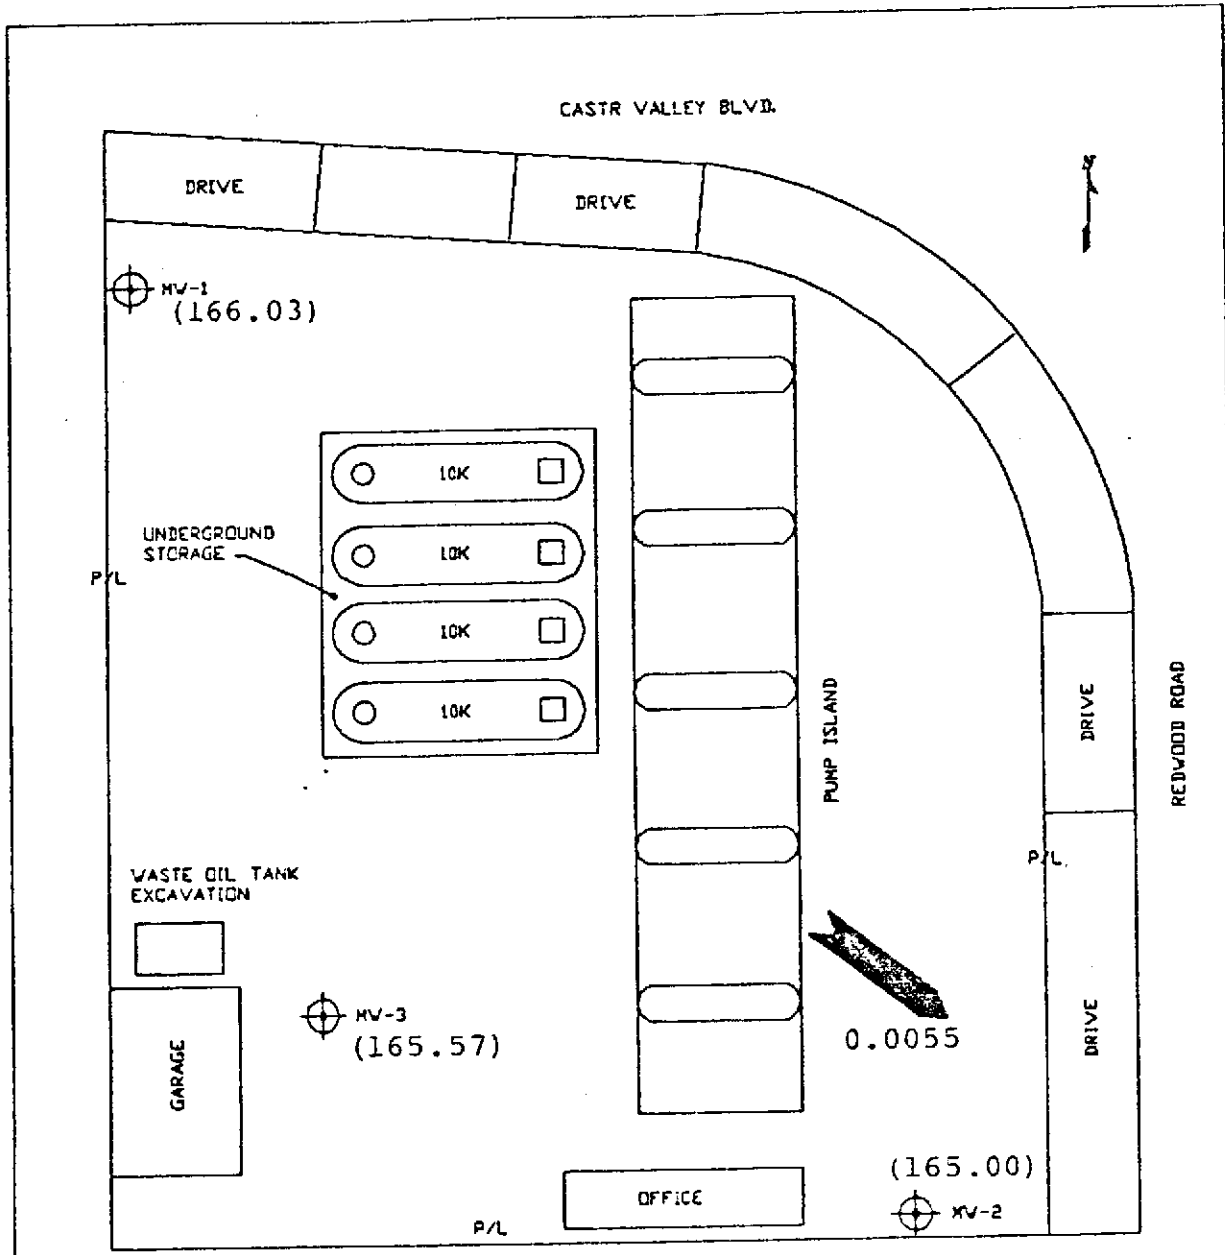 CASTR VALLEY BLVD.
DRIVE
DRIVE
N
MW-1
(166.03)
10K
10K
10K
10K
UNDERGROUND
STORAGE
P/L
PUMP ISLAND
DRIVE
REDWOOD ROAD
P/L
WASTE OIL TANK
EXCAVATION
GARAGE
MW-3
(165.57)
0.0055
DRIVE
(165.00)
MW-2
OFFICE
P/L